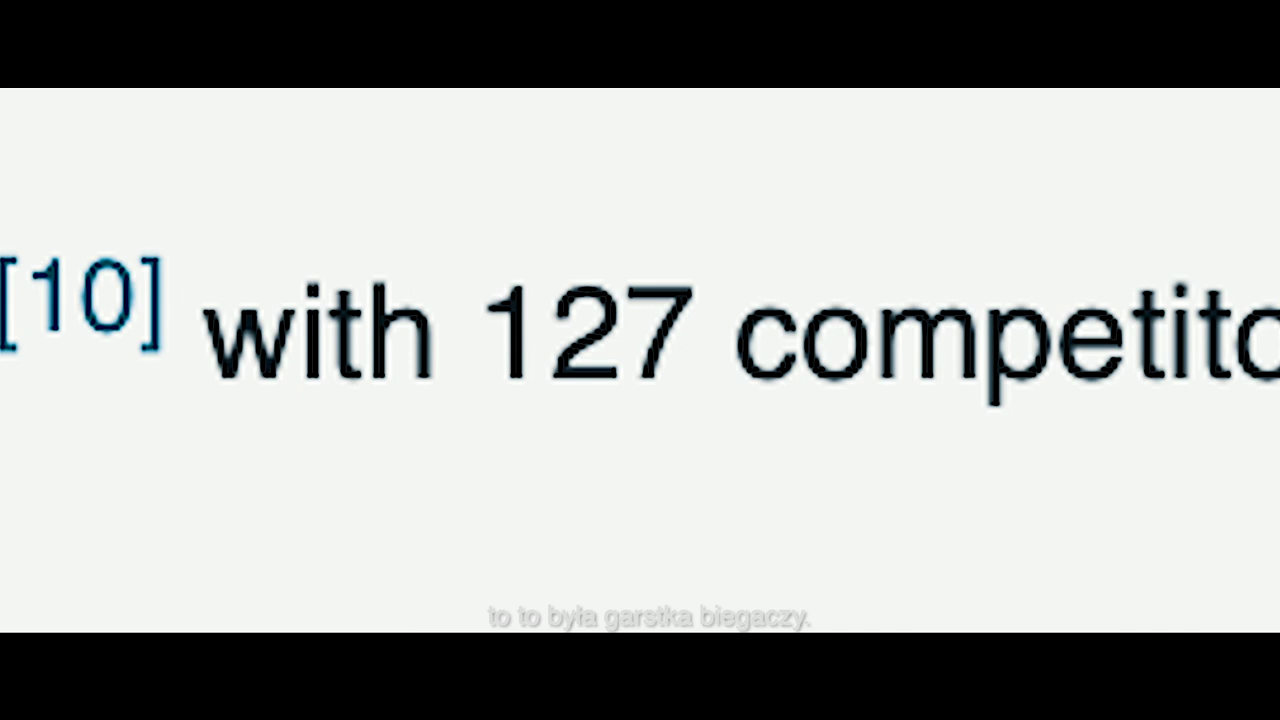 [10] with 127 competito
to to była garstka biegaczy.